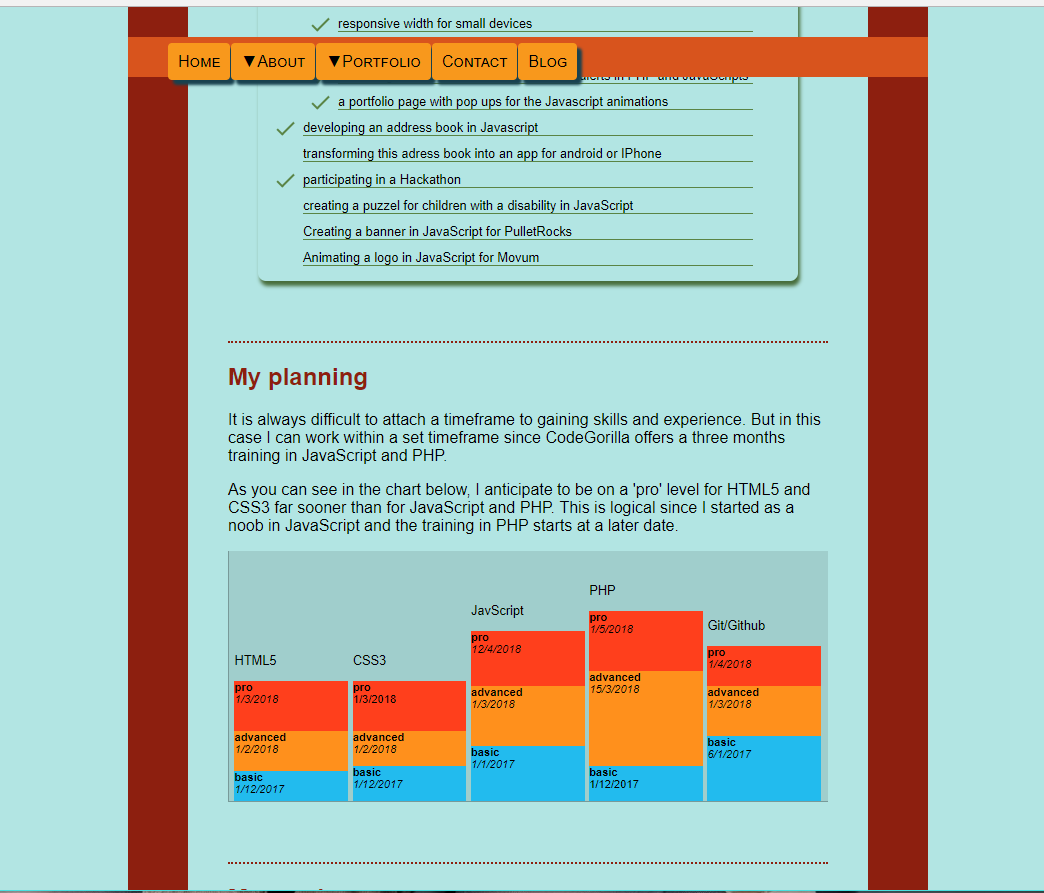 responsive width for small devices
Home ▼About ▼Portfolio Contact Blog
alerts in PHP and JavaScripts
a portfolio page with pop ups for the Javascript animations
developing an address book in Javascript
transforming this adress book into an app for android or IPhone
participating in a Hackathon
creating a puzzel for children with a disability in JavaScript
Creating a banner in JavaScript for PulletRocks
Animating a logo in JavaScript for Movum
My planning
It is always difficult to attach a timeframe to gaining skills and experience. But in this
case I can work within a set timeframe since CodeGorilla offers a three months
training in JavaScript and PHP.
As you can see in the chart below, I anticipate to be on a 'pro' level for HTML5 and
CSS3 far sooner than for JavaScript and PHP. This is logical since I started as a
noob in JavaScript and the training in PHP starts at a later date.
HTML5
pro
1/3/2018
advanced
1/2/2018
basic
1/12/2017
CSS3
pro
1/3/2018
advanced
1/2/2018
basic
1/12/2017
JavScript
pro
12/4/2018
advanced
1/3/2018
basic
1/1/2017
PHP
pro
1/5/2018
advanced
15/3/2018
basic
1/12/2017
Git/Github
pro
1/4/2018
advanced
1/3/2018
basic
6/1/2017